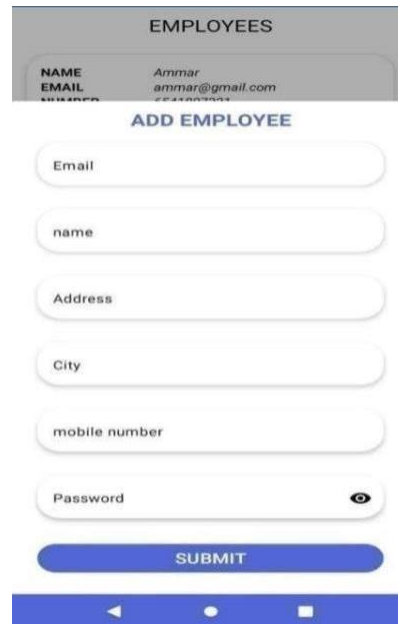 EMPLOYEES
NAME Ammar
EMAIL ammar@gmail.com
ADD EMPLOYEE
Email
name
Address
City
mobile number
Password
SUBMIT